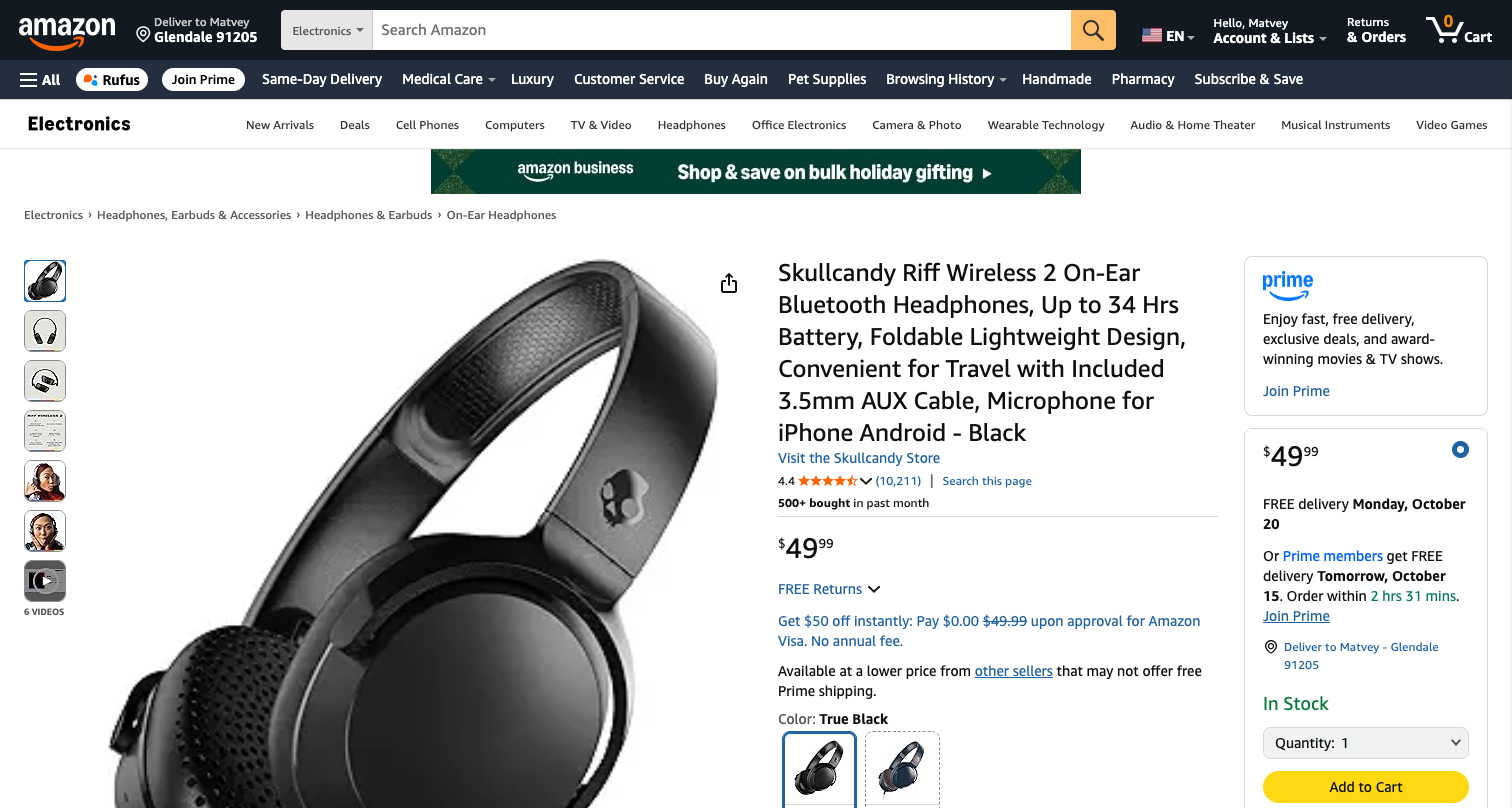 amazon
Deliver to Matvey
Glendale 91205
Electronics
Search Amazon
EN
Hello, Matvey
Account & Lists
Returns
& Orders
0
Cart
All
Rufus
Join Prime
Same-Day Delivery
Medical Care
Luxury
Customer Service
Buy Again
Pet Supplies
Browsing History
Handmade
Pharmacy
Subscribe & Save
Electronics
New Arrivals
Deals
Cell Phones
Computers
TV & Video
Headphones
Office Electronics
Camera & Photo
Wearable Technology
Audio & Home Theater
Musical Instruments
Video Games
amazon business
Shop & save on bulk holiday gifting ▸
Electronics › Headphones, Earbuds & Accessories › Headphones & Earbuds › On-Ear Headphones
6 VIDEOS
Skullcandy Riff Wireless 2 On-Ear
Bluetooth Headphones, Up to 34 Hrs
Battery, Foldable Lightweight Design,
Convenient for Travel with Included
3.5mm AUX Cable, Microphone for
iPhone Android - Black
Visit the Skullcandy Store
4.4 (10,211) | Search this page
500+ bought in past month
$4999
FREE Returns
Get $50 off instantly: Pay $0.00 $49.99 upon approval for Amazon
Visa. No annual fee.
Available at a lower price from other sellers that may not offer free
Prime shipping.
Color: True Black
prime
Enjoy fast, free delivery,
exclusive deals, and award-
winning movies & TV shows.
Join Prime
$4999
FREE delivery Monday, October
20
Or Prime members get FREE
delivery Tomorrow, October
15. Order within 2 hrs 31 mins.
Join Prime
Deliver to Matvey - Glendale
91205
In Stock
Quantity: 1
Add to Cart